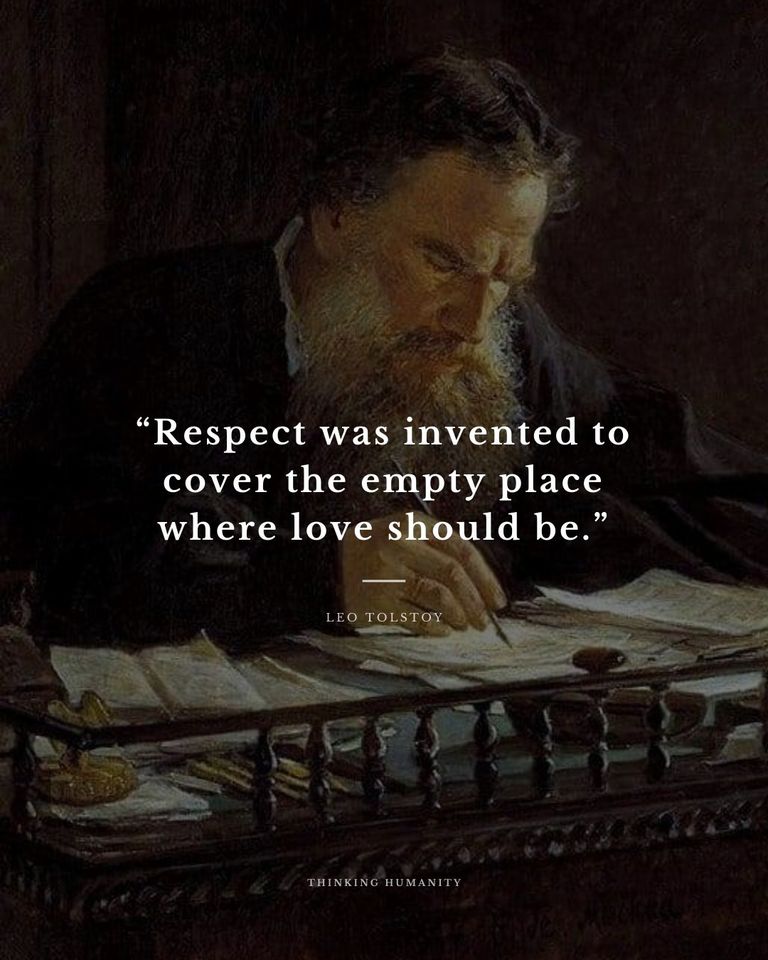 “Respect was invented to
cover the empty place
where love should be.”
LEO TOLSTOY
THINKING HUMANITY